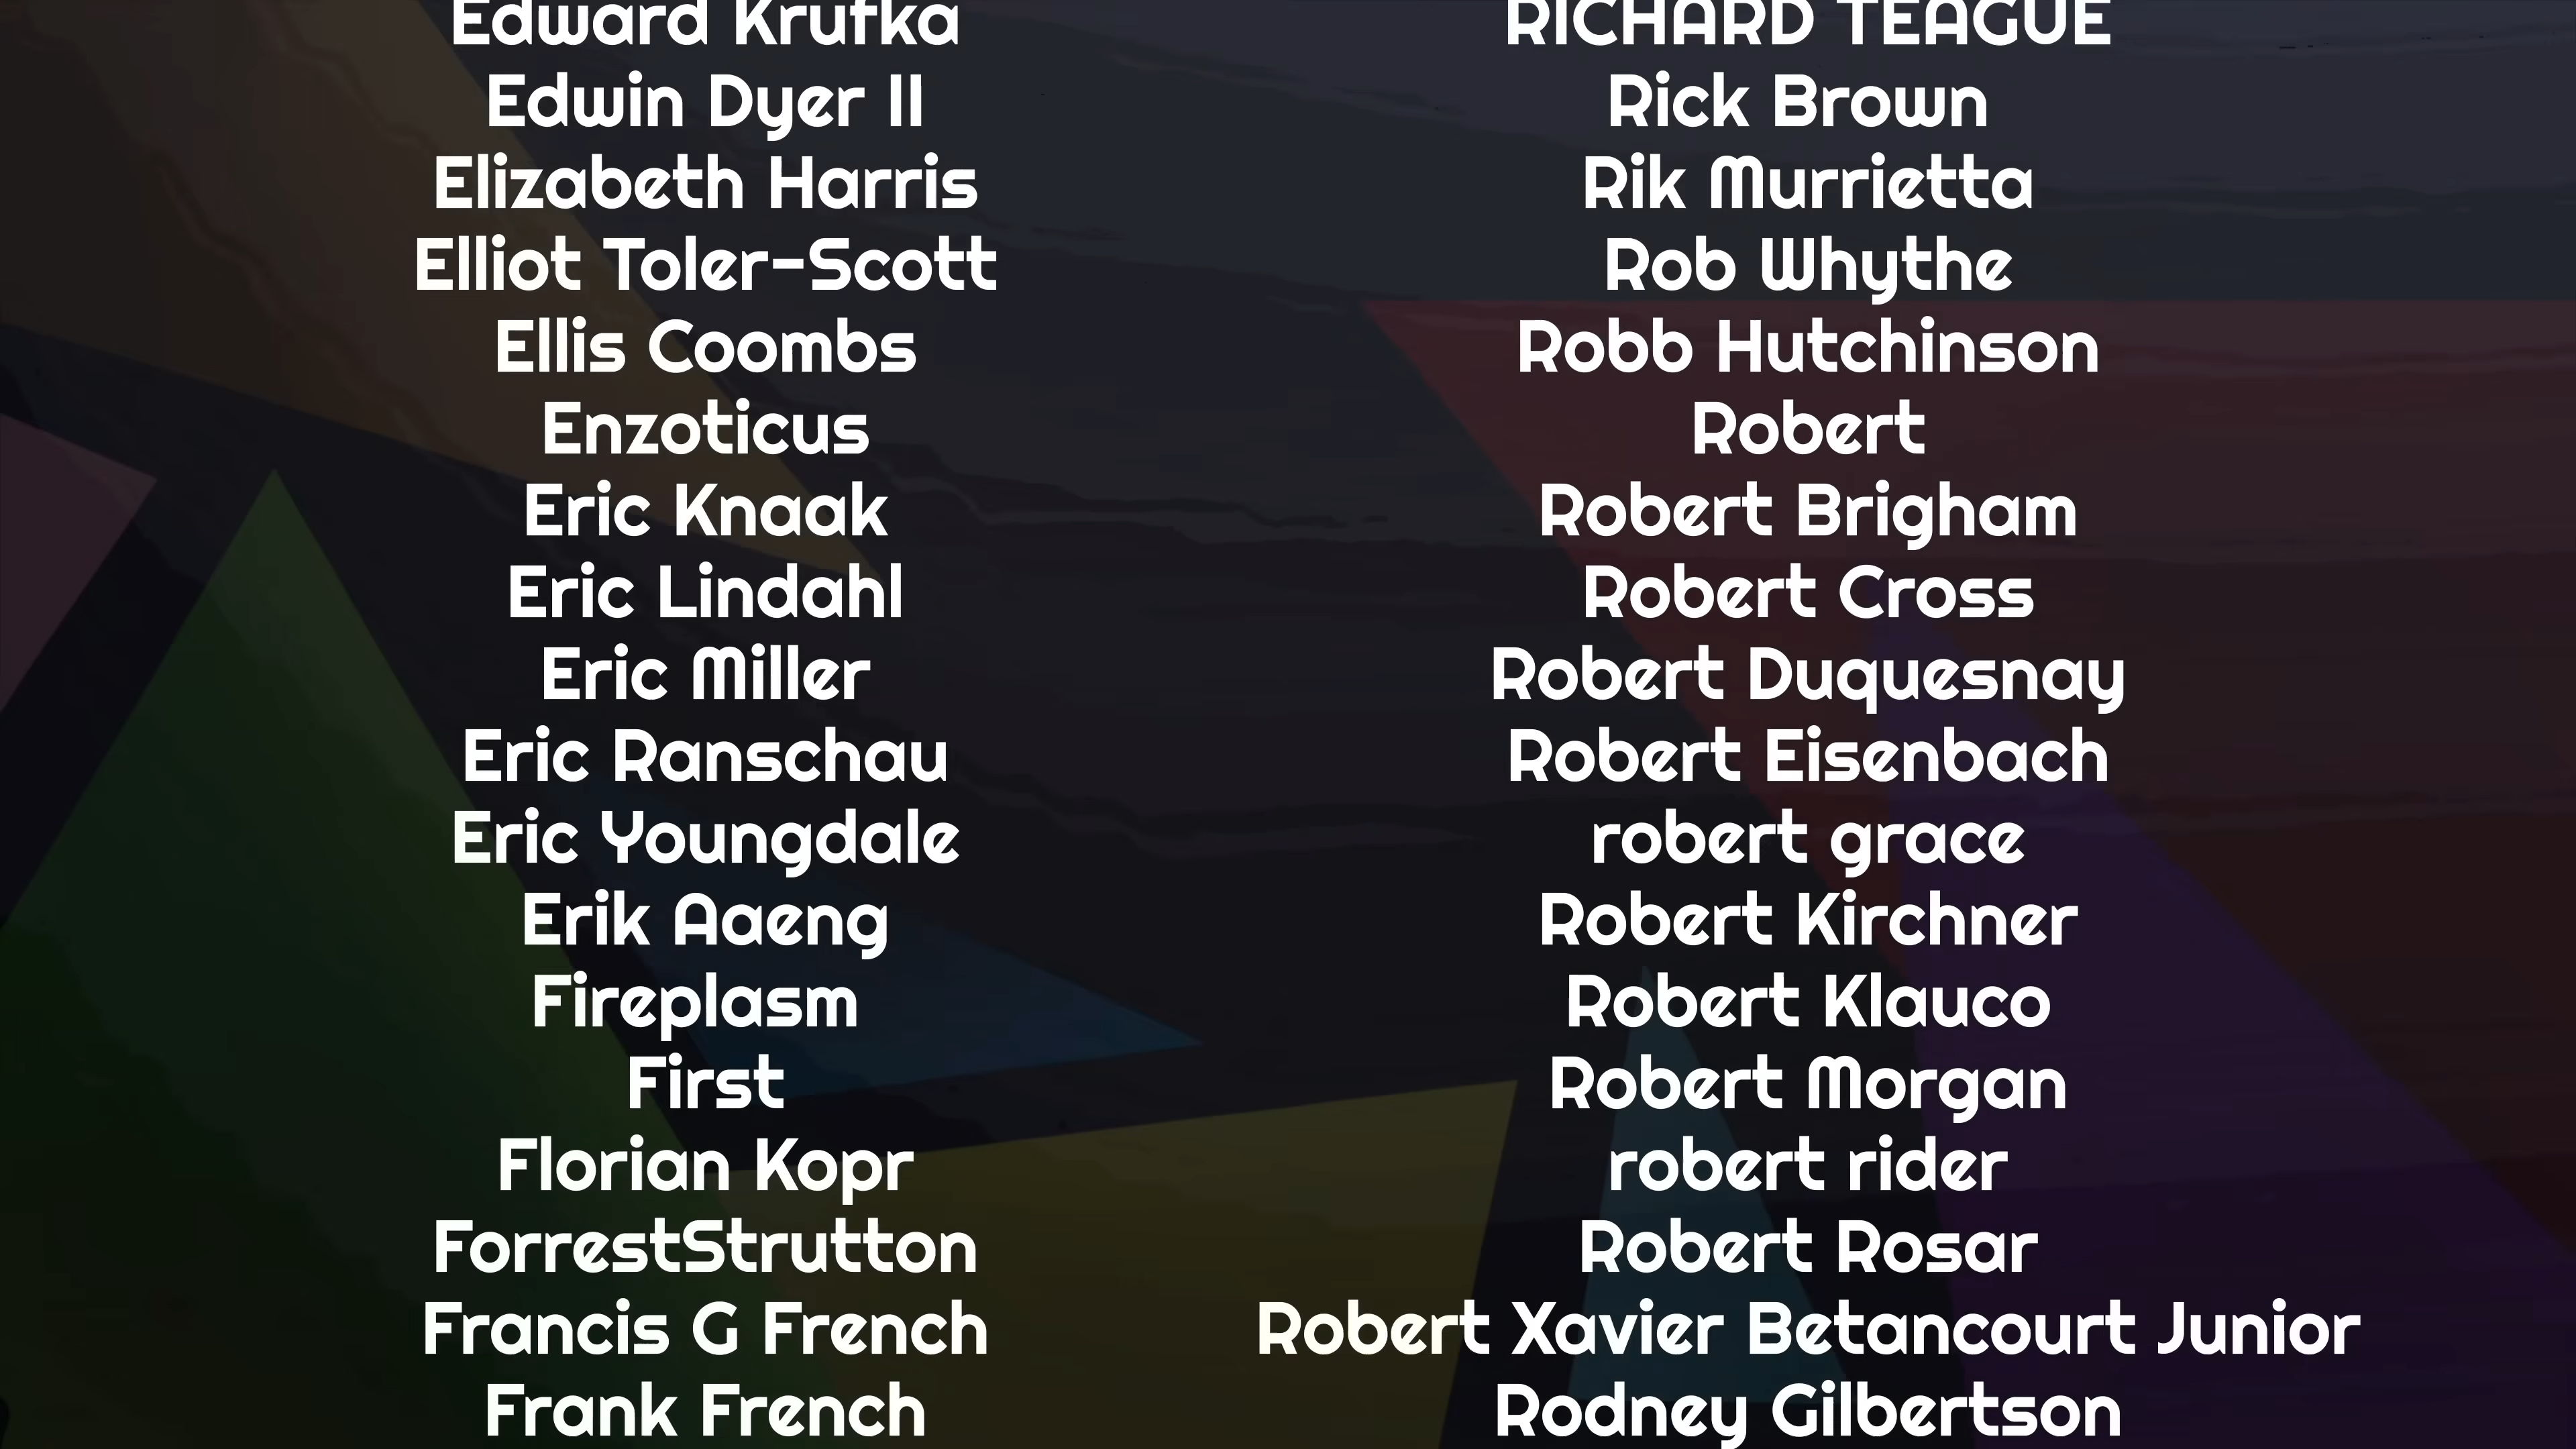 Edward Krufka
Edwin Dyer II
Elizabeth Harris
Elliot Toler-Scott
Ellis Coombs
Enzoticus
Eric Knaak
Eric Lindahl
Eric Miller
Eric Ranschau
Eric Youngdale
Erik Aaeng
Fireplasm
First
Florian Kopr
ForrestStrutton
Francis G French
Frank French
RICHARD TEAGUE
Rick Brown
Rik Murrietta
Rob Whythe
Robb Hutchinson
Robert
Robert Brigham
Robert Cross
Robert Duquesnay
Robert Eisenbach
robert grace
Robert Kirchner
Robert Klauco
Robert Morgan
robert rider
Robert Rosar
Robert Xavier Betancourt Junior
Rodney Gilbertson